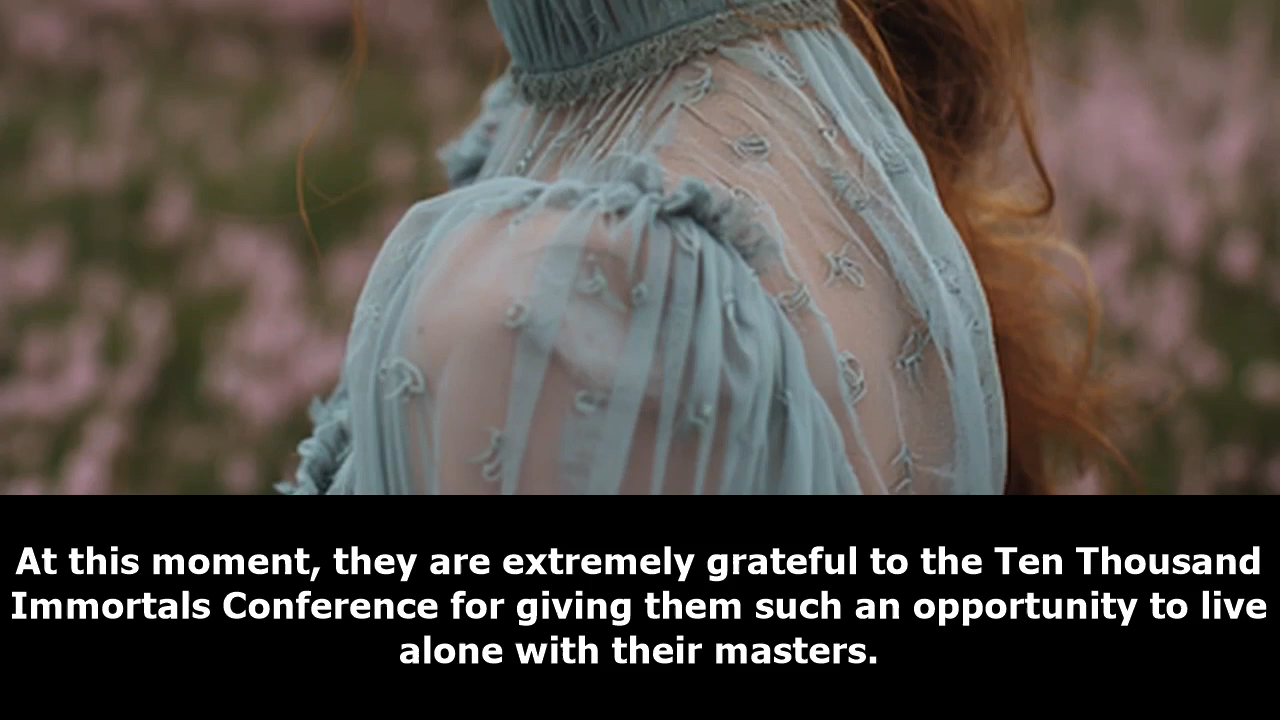 At this moment, they are extremely grateful to the Ten Thousand
Immortals Conference for giving them such an opportunity to live
alone with their masters.